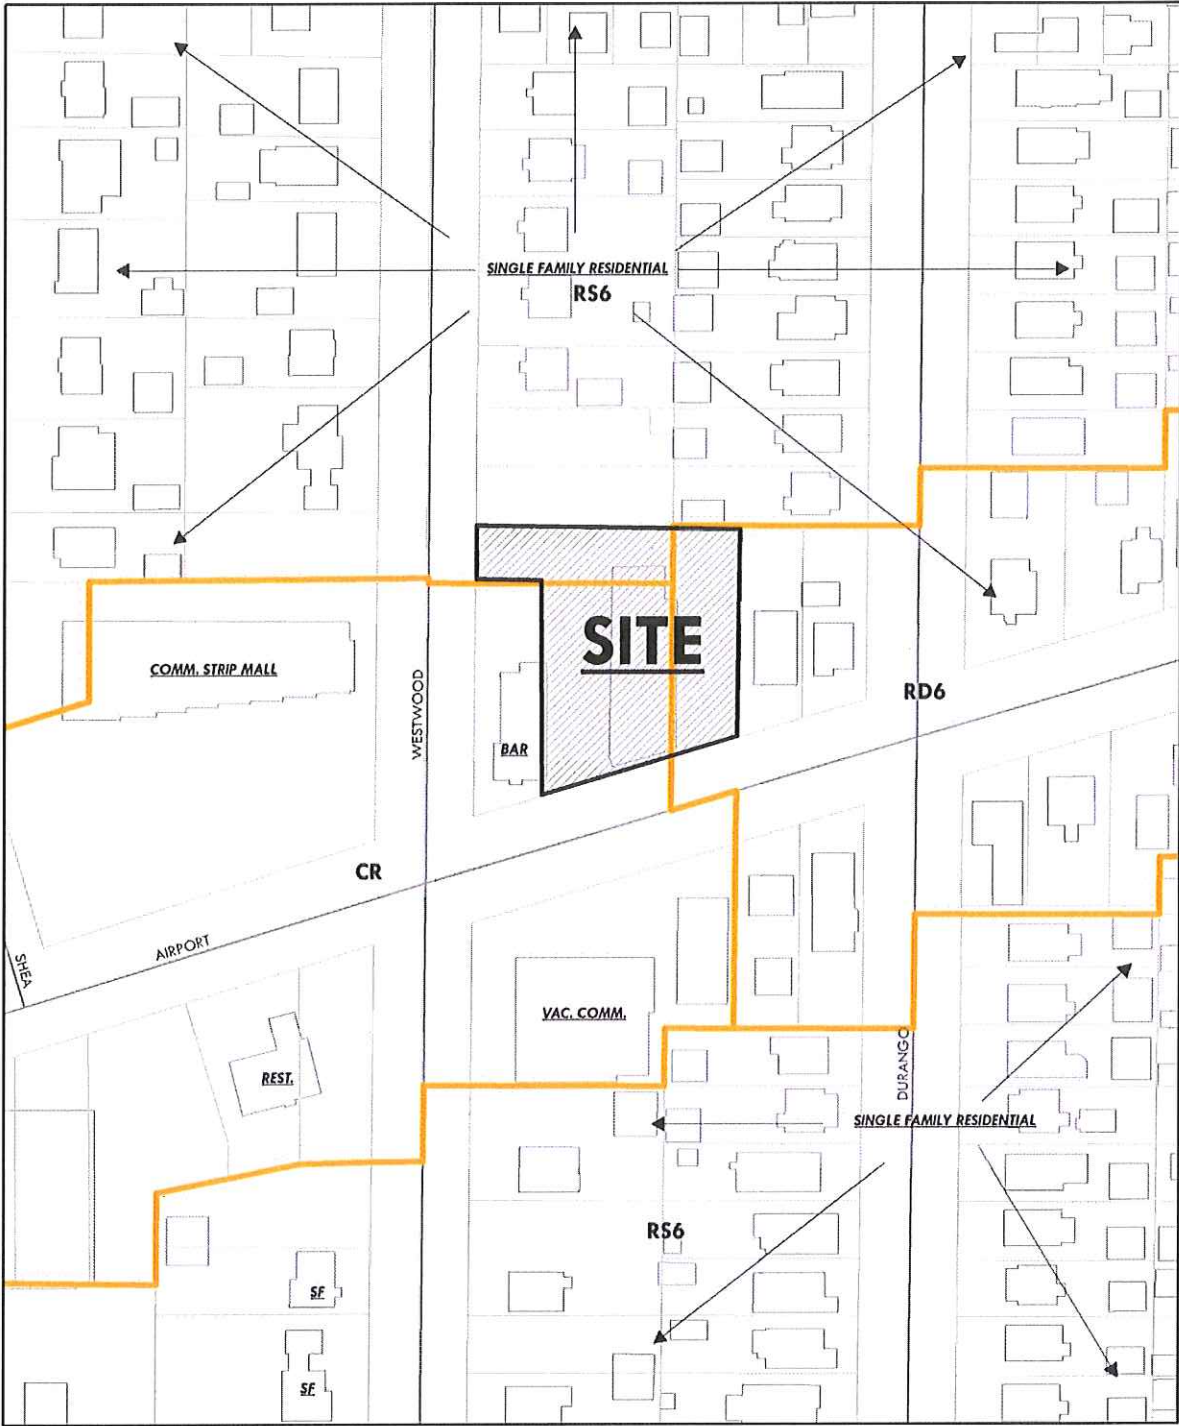 SINGLE FAMILY RESIDENTIAL
RS6
SITE
COMM. STRIP MALL
WESTWOOD
RD6
BAR
CR
AIRPORT
SHEA
VAC. COMM.
REST.
DURANGO
SINGLE FAMILY RESIDENTIAL
RS6
SF
SF